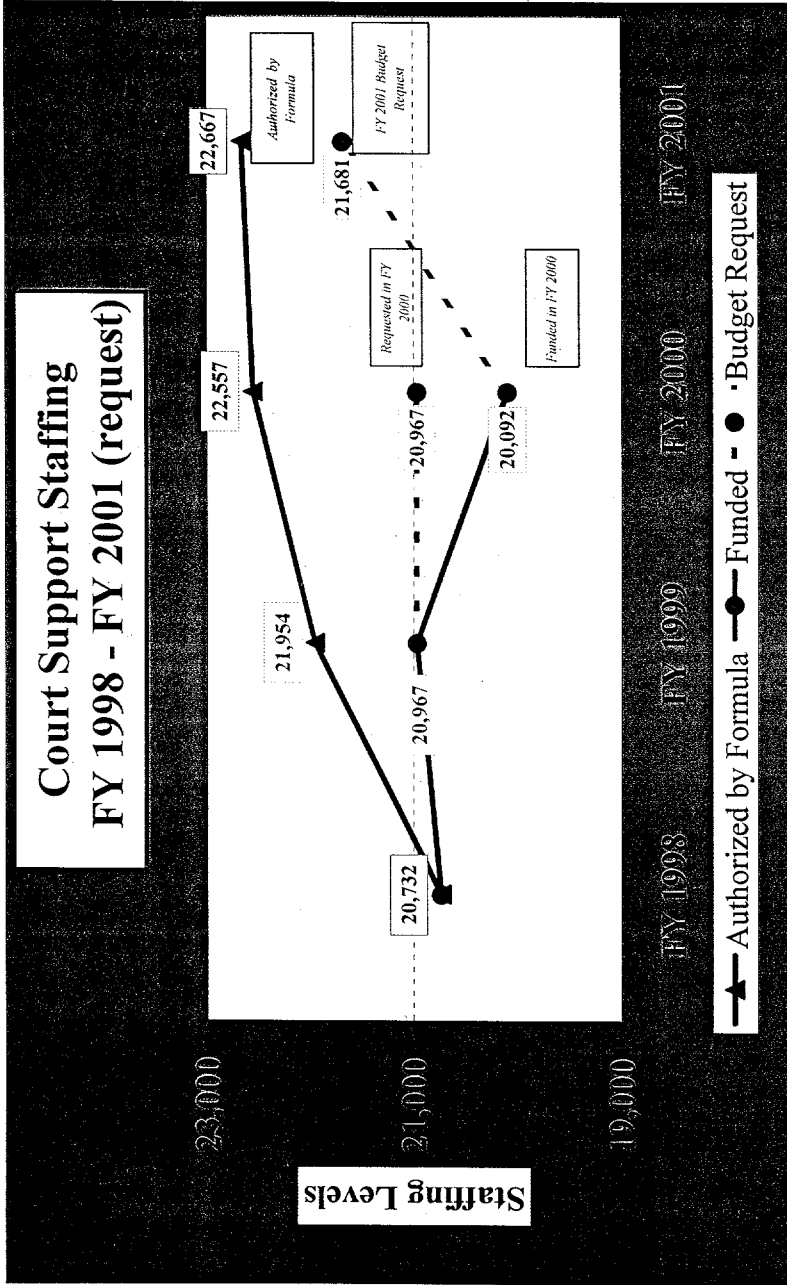 Court Support Staffing
FY 1998 - FY 2001 (request)
Staffing Levels
23,000
21,000
19,000
20,732
21,954
22,557
22,667
20,967
20,967
20,092
21,681
Authorized by
Formula
FY 2001 Budget
Request
Requested in FY
2000
Funded in FY 2000
FY 1998
FY 1999
FY 2000
FY 2001
Authorized by Formula
Funded
Budget Request